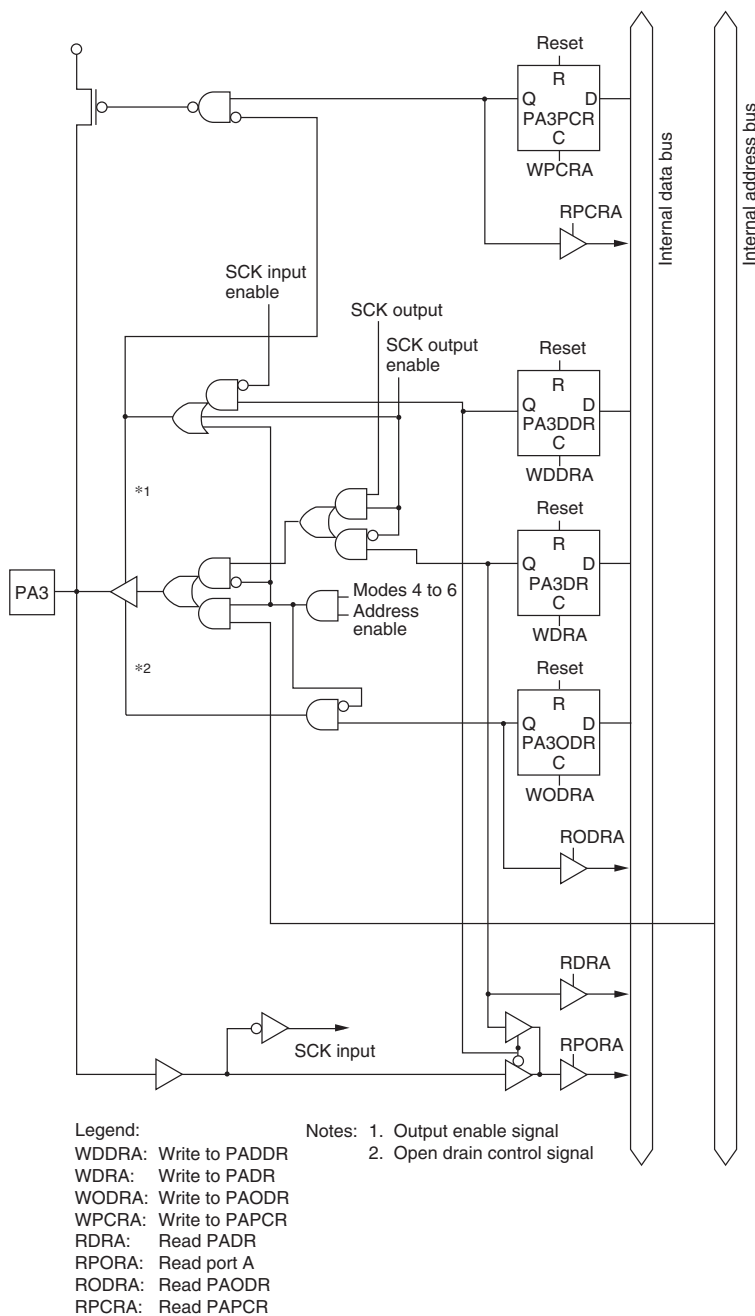 Reset
R
Q D
PA3PCR
C
WPCRA
RPCRA
Internal data bus
Internal address bus
SCK input
enable
SCK output
SCK output
enable
Reset
R
Q D
PA3DDR
C
WDDRA
*1
Reset
R
Q D
PA3DR
C
WDRA
PA3
Modes 4 to 6
Address
enable
*2
Reset
R
Q D
PA3ODR
C
WODRA
RODRA
RDRA
SCK input
RPORA
Legend:
WDDRA: Write to PADDR
WDRA: Write to PADR
WODRA: Write to PAODR
WPCRA: Write to PAPCR
RDRA: Read PADR
RPORA: Read port A
RODRA: Read PAODR
RPCRA: Read PAPCR
Notes: 1. Output enable signal
2. Open drain control signal